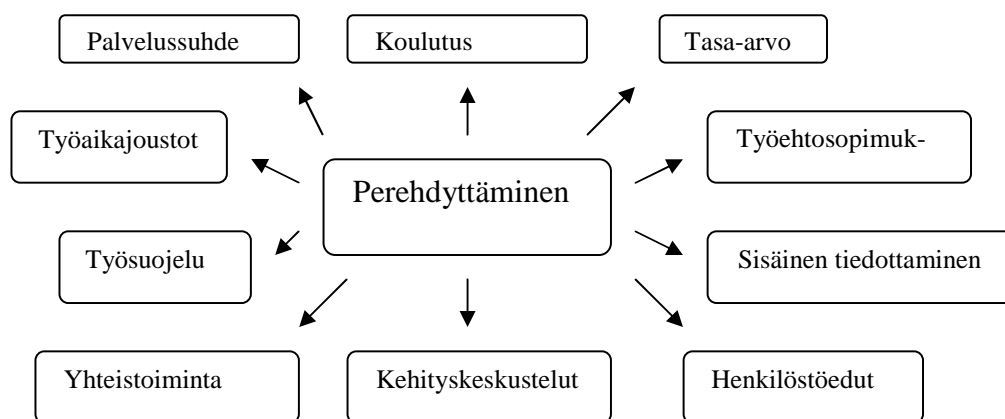 Palvelussuhde
Koulutus
Tasa-arvo
Työaikajoustot
Työehtosopimuk-
Perehdyttäminen
Työsuojelu
Sisäinen tiedottaminen
Yhteistoiminta
Kehityskeskustelut
Henkilöstöedut